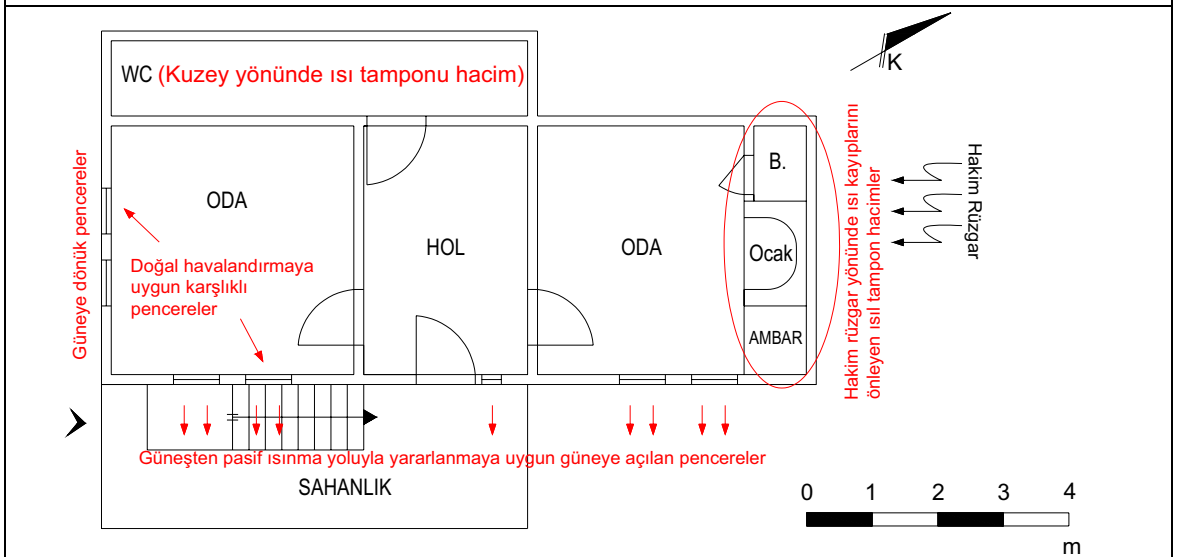 WC (Kuzey yönünde ısı tamponu hacim)
K
Güneye dönük pencereler
ODA
Doğal havalandırmaya
uygun karşlıklı
pencereler
HOL
ODA
B.
Ocak
AMBAR
Hakim rüzgar yönünde ısı kayıplarını
önleyen ısıl tampon hacimler
Hakim Rüzgar
Güneşten pasif ısınma yoluyla yararlanmaya uygun güneye açılan pencereler
SAHANLIK
0 1 2 3 4
m